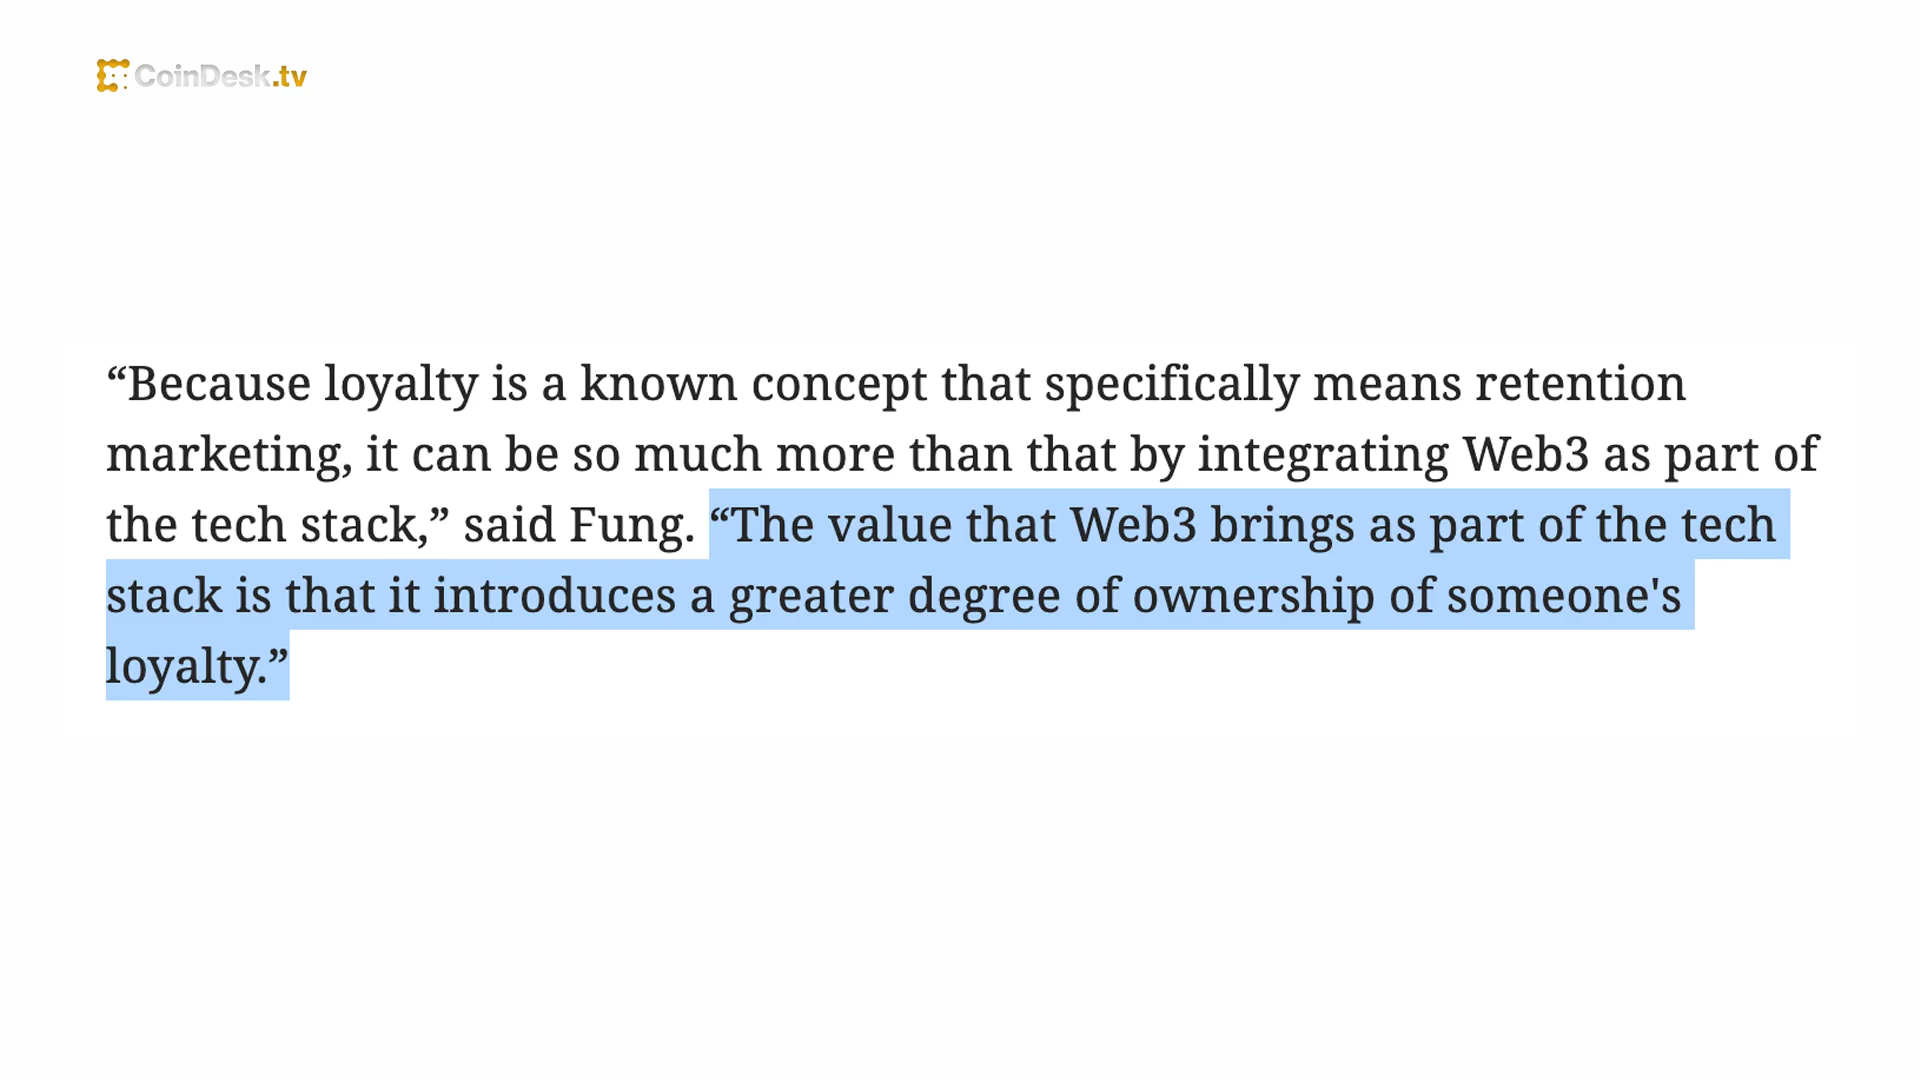 CoinDesk.tv
“Because loyalty is a known concept that specifically means retention
marketing, it can be so much more than that by integrating Web3 as part of
the tech stack,” said Fung. “The value that Web3 brings as part of the tech
stack is that it introduces a greater degree of ownership of someone's
loyalty.”